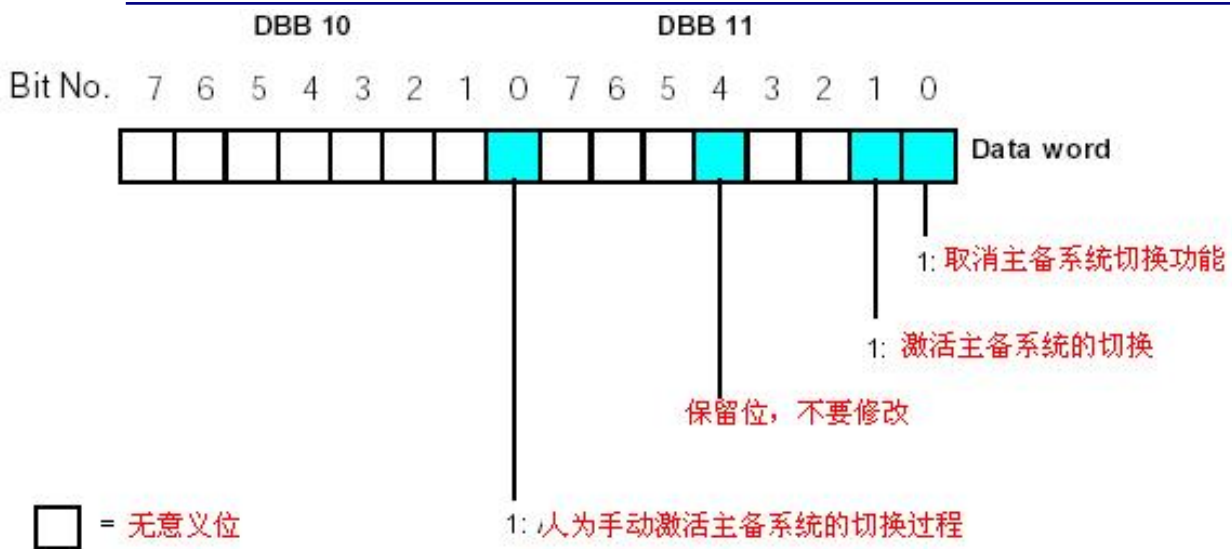 DBB 10 DBB 11
Bit No. 7 6 5 4 3 2 1 0 7 6 5 4 3 2 1 0
Data word
1: 取消主备系统切换功能
1: 激活主备系统的切换
保留位，不要修改
= 无意义位 1: 人为手动激活主备系统的切换过程